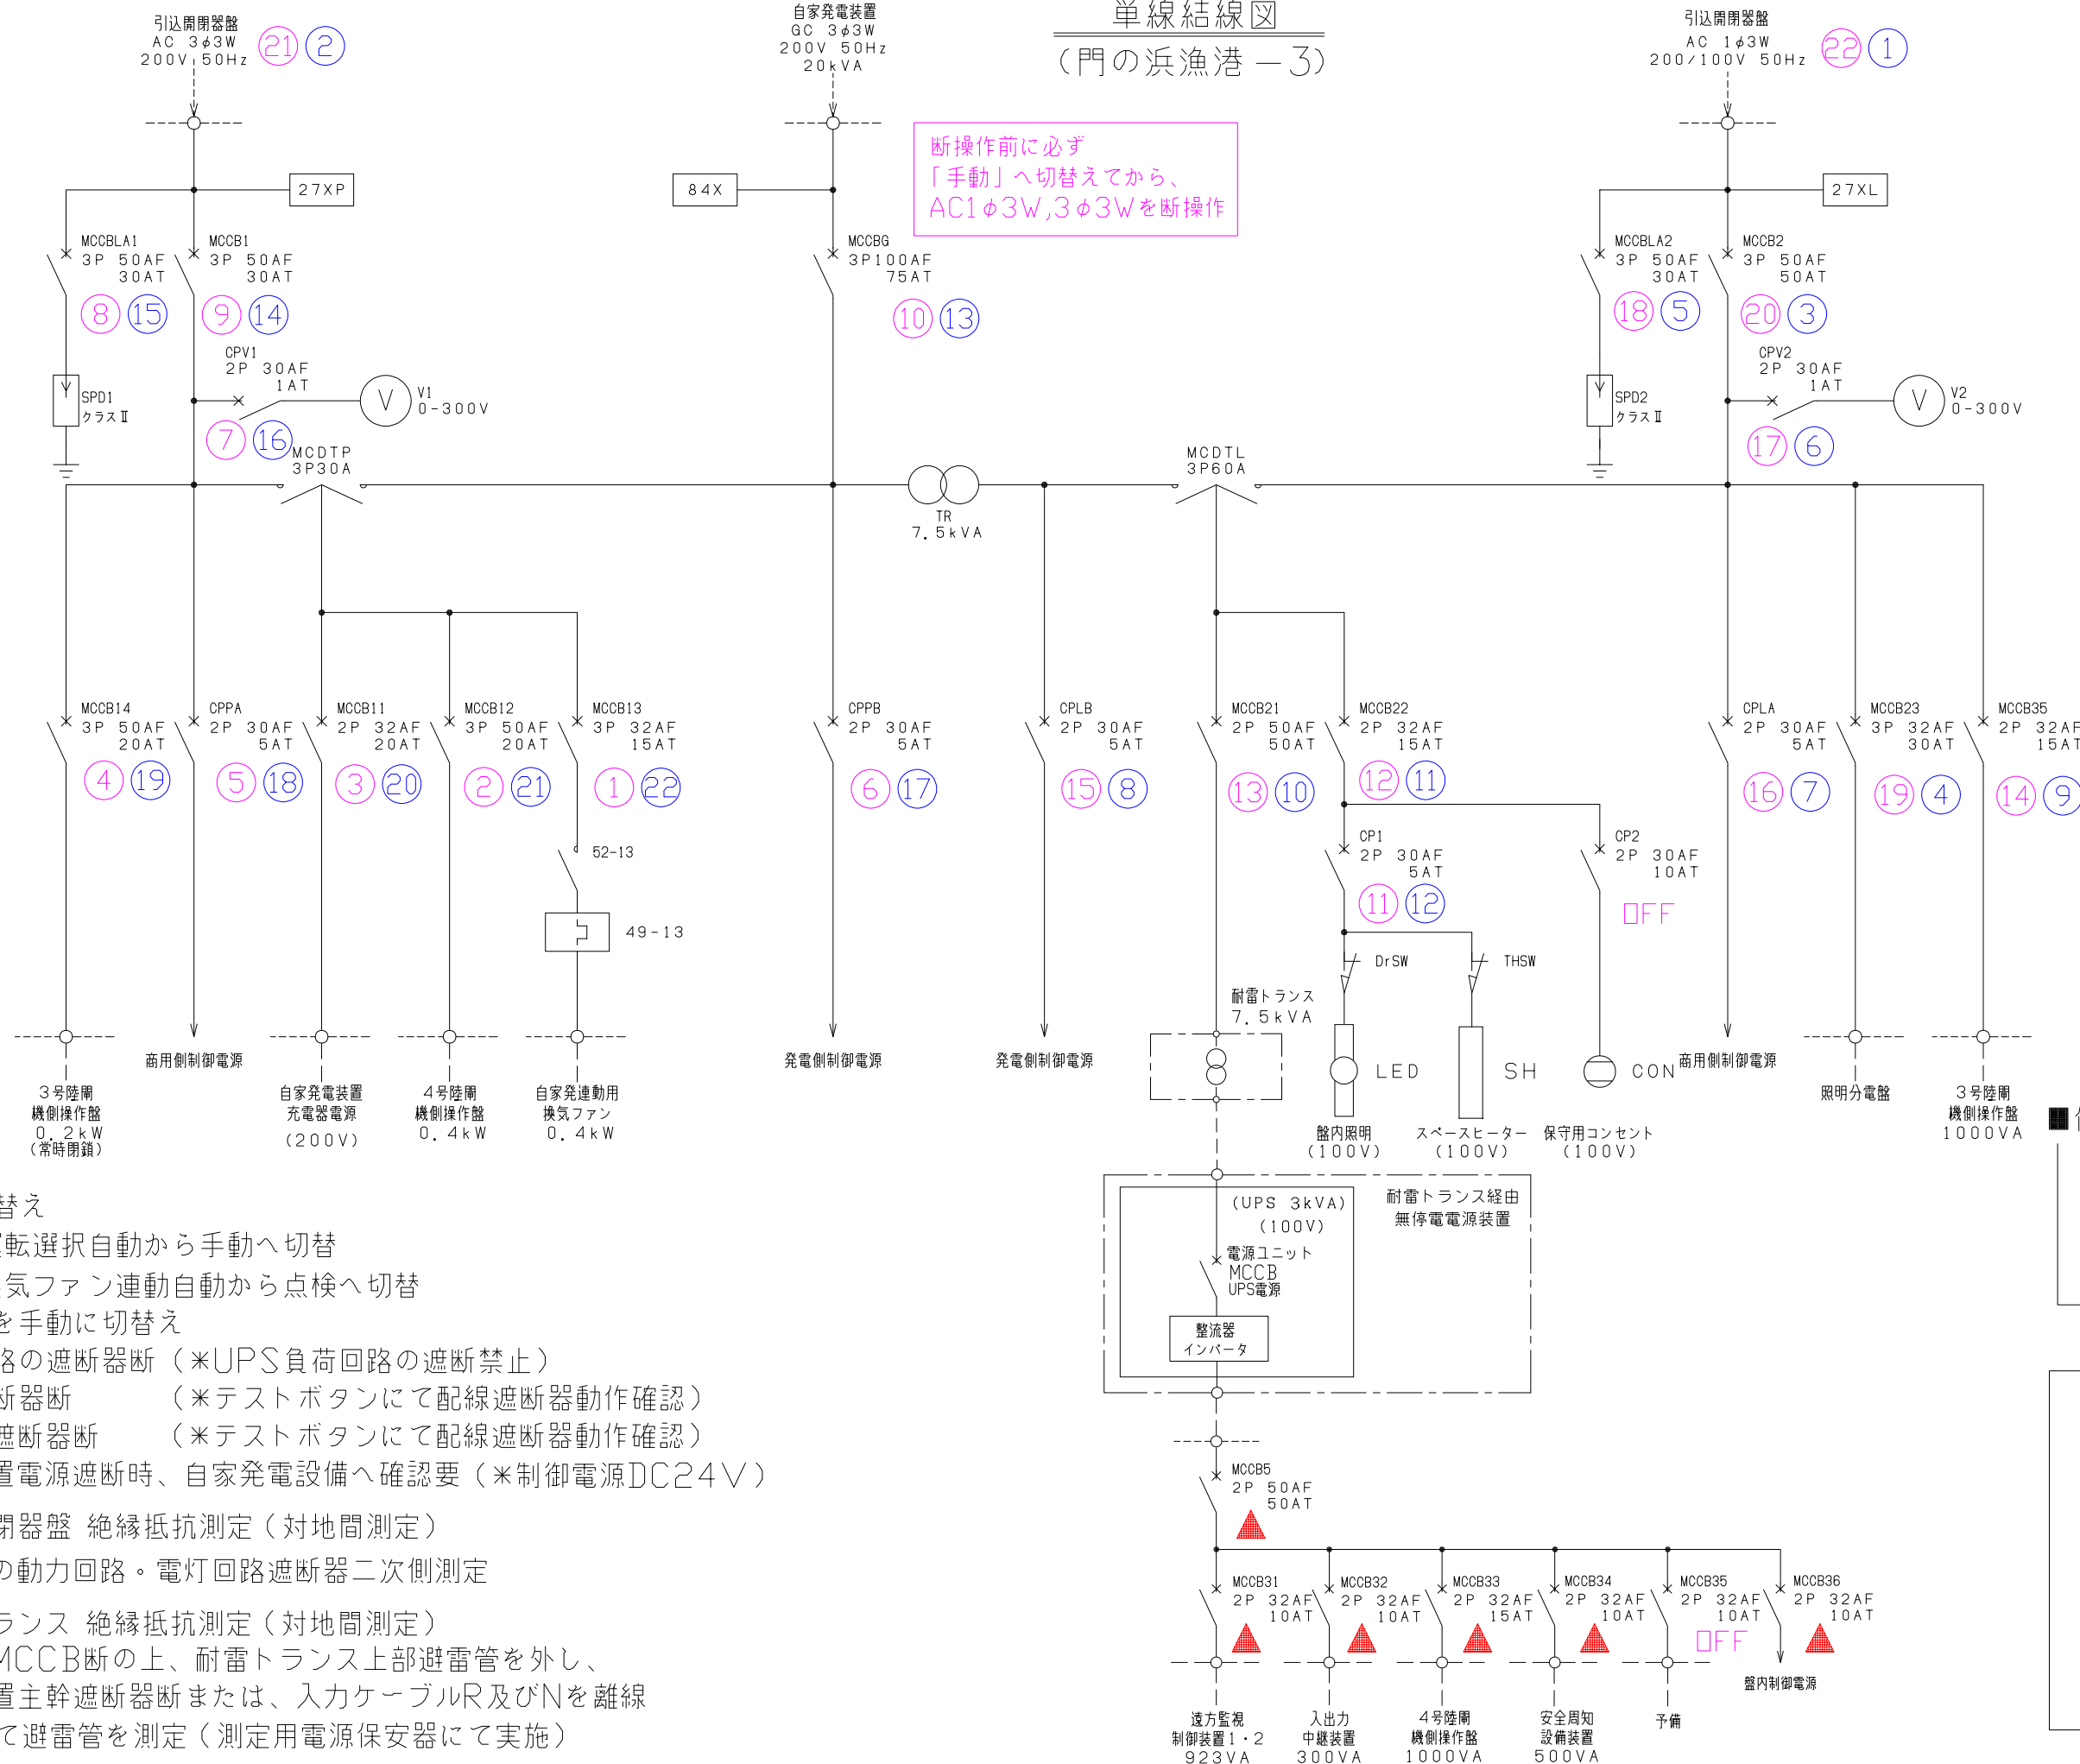 単線結線図
(門の浜漁港－3)
引込開閉器盤
AC 3φ3W
200V 50Hz
21 2
自家発電装置
GC 3φ3W
200V 50Hz
20kVA
引込開閉器盤
AC 1φ3W
200/100V 50Hz
22 1
断操作前に必ず
「手動」へ切替えてから、
AC1φ3W,3φ3Wを断操作
27XP
84X
27XL
MCCBLA1
3P 50AF
30AT
8 15
MCCB1
3P 50AF
30AT
9 14
MCCBG
3P100AF
75AT
10 13
MCCBLA2
3P 50AF
30AT
18 5
MCCB2
3P 50AF
50AT
20 3
CPV1
2P 30AF
1AT
7 16
V
V1
0-300V
SPD1
クラスⅡ
CPV2
2P 30AF
1AT
17 6
V
V2
0-300V
SPD2
クラスⅡ
MCDTP
3P30A
TR
7.5kVA
MCDTL
3P60A
MCCB14
3P 50AF
20AT
4 19
CPPA
2P 30AF
5AT
5 18
MCCB11
2P 32AF
20AT
3 20
MCCB12
3P 50AF
20AT
2 21
MCCB13
3P 32AF
15AT
1 22
CPPB
2P 30AF
5AT
6 17
CPLB
2P 30AF
5AT
15 8
MCCB21
2P 50AF
50AT
13 10
MCCB22
2P 32AF
15AT
12 11
CPLA
2P 30AF
5AT
16 7
MCCB23
3P 32AF
30AT
19 4
MCCB35
2P 32AF
15AT
14 9
52-13
49-13
CP1
2P 30AF
5AT
11 12
CP2
2P 30AF
10AT
OFF
DrSW
THSW
耐雷トランス
7.5kVA
LED
SH
CON
3号陸閘
機側操作盤
0.2kW
(常時閉鎖)
商用側制御電源
自家発電装置
充電器電源
(200V)
4号陸閘
機側操作盤
0.4kW
自家発連動用
換気ファン
0.4kW
発電側制御電源
発電側制御電源
盤内照明
(100V)
スペースヒーター
(100V)
保守用コンセント
(100V)
商用側制御電源
照明分電盤
3号陸閘
機側操作盤
1000VA
(UPS 3kVA)
(100V)
耐雷トランス経由
無停電電源装置
電源ユニット
MCCB
UPS電源
整流器
インバータ
替え
転選択自動から手動へ切替
気ファン連動自動から点検へ切替
を手動に切替え
の遮断器断(*UPS負荷回路の遮断禁止)
断器断 (*テストボタンにて配線遮断器動作確認)
遮断器断 (*テストボタンにて配線遮断器動作確認)
置電源遮断時、自家発電設備へ確認要(*制御電源DC24V)
閉器盤 絶縁抵抗測定(対地間測定)
の動力回路。電灯回路遮断器二次側測定
ランス 絶縁抵抗測定(対地間測定)
MCCB断の上、耐雷トランス上部避雷管を外し、
置主幹遮断器断または、入力ケーブルR及びNを離線
て避雷管を測定(測定用電源保安器にて実施)
MCCB5
2P 50AF
50AT
MCCB31
2P 32AF
10AT
MCCB32
2P 32AF
10AT
MCCB33
2P 32AF
15AT
MCCB34
2P 32AF
10AT
MCCB35
2P 32AF
10AT
OFF
MCCB36
2P 32AF
10AT
遠方監視
制御装置1・2
923VA
入出力
中継装置
300VA
4号陸閘
機側操作盤
1000VA
安全周知
設備装置
500VA
予備
盤内制御電源